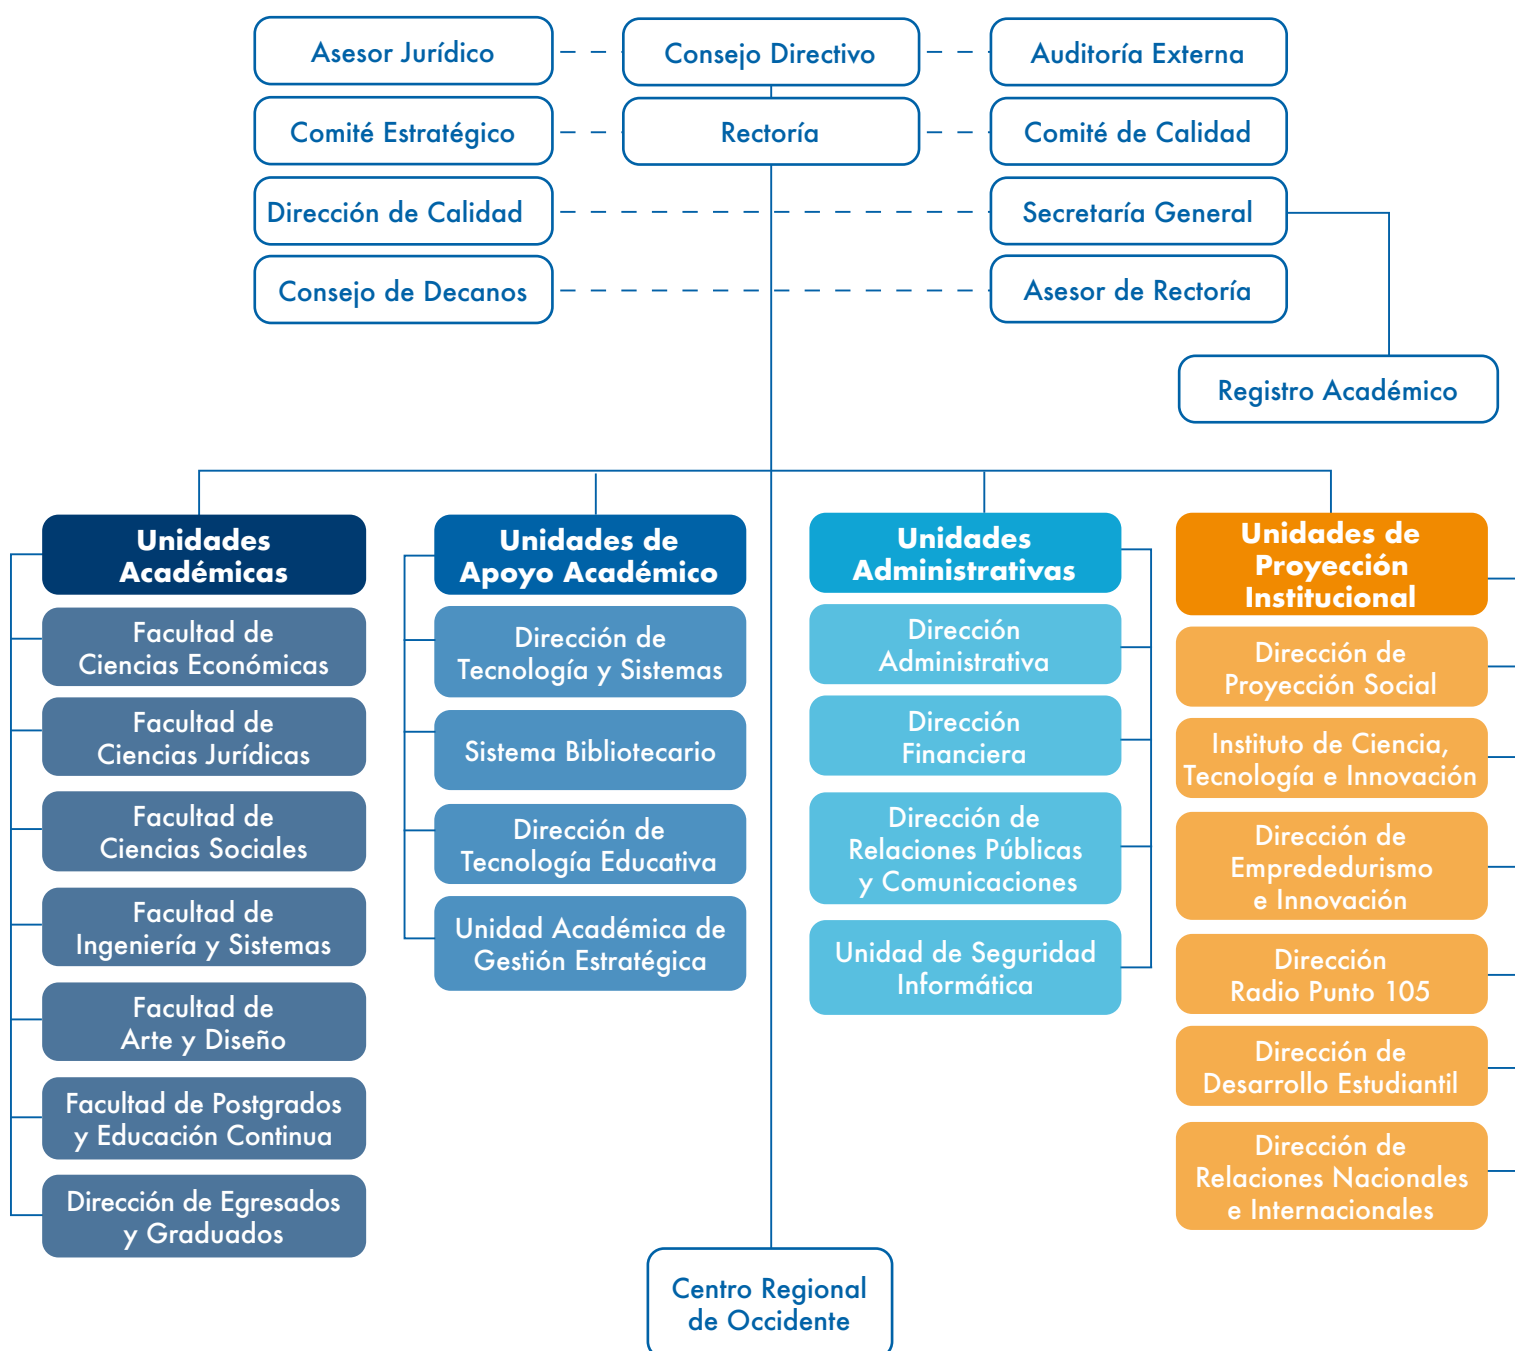 Asesor Jurídico
Consejo Directivo
Auditoría Externa
Comité Estratégico
Rectoría
Comité de Calidad
Dirección de Calidad
Secretaría General
Consejo de Decanos
Asesor de Rectoría
Registro Académico
Unidades
Académicas
Facultad de
Ciencias Económicas
Facultad de
Ciencias Jurídicas
Facultad de
Ciencias Sociales
Facultad de
Ingeniería y Sistemas
Facultad de
Arte y Diseño
Facultad de Postgrados
y Educación Continua
Dirección de Egresados
y Graduados
Unidades de
Apoyo Académico
Dirección de
Tecnología y Sistemas
Sistema Bibliotecario
Dirección de
Tecnología Educativa
Unidad Académica de
Gestión Estratégica
Unidades
Administrativas
Dirección
Administrativa
Dirección
Financiera
Dirección de
Relaciones Públicas
y Comunicaciones
Unidad de Seguridad
Informática
Unidades de
Proyección
Institucional
Dirección de
Proyección Social
Instituto de Ciencia,
Tecnología e Innovación
Dirección de
Emprededurismo
e Innovación
Dirección
Radio Punto 105
Dirección de
Desarrollo Estudiantil
Dirección de
Relaciones Nacionales
e Internacionales
Centro Regional
de Occidente